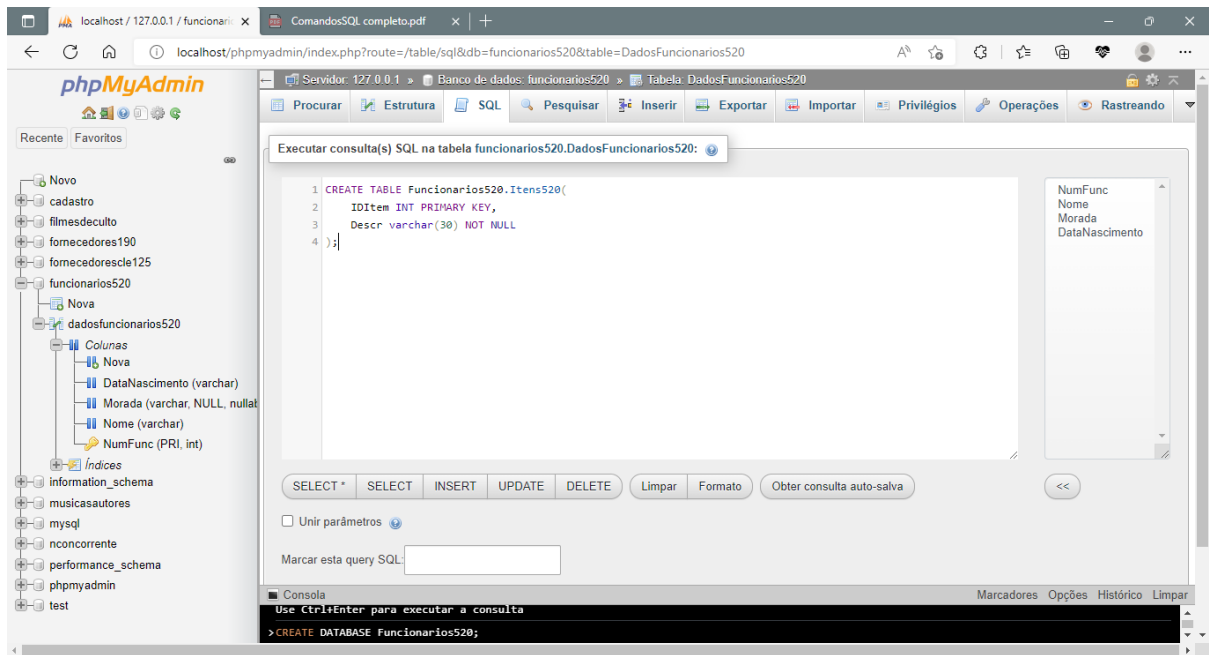 localhost / 127.0.0.1 / funcionari
ComandosSQL completo.pdf
localhost/phpmyadmin/index.php?route=/table/sql&db=funcionarios520&table=DadosFuncionarios520
phpMyAdmin
Recente Favoritos
Novo
cadastro
filmesdeculto
fornecedores190
fornecedorescle125
funcionarios520
Nova
dadosfuncionarios520
Colunas
Nova
DataNascimento (varchar)
Morada (varchar, NULL, nullab
Nome (varchar)
NumFunc (PRI, int)
Índices
information_schema
musicasautores
mysql
nconcorrente
performance_schema
phpmyadmin
test
Servidor: 127.0.0.1 » Banco de dados: funcionarios520 » Tabela: DadosFuncionarios520
Procurar Estrutura SQL Pesquisar Inserir Exportar Importar Privilégios Operações Rastreando
Executar consulta(s) SQL na tabela funcionarios520.DadosFuncionarios520:
1 CREATE TABLE Funcionarios520.Itens520(
2 IDItem INT PRIMARY KEY,
3 Descr varchar(30) NOT NULL
4 );
NumFunc
Nome
Morada
DataNascimento
SELECT * SELECT INSERT UPDATE DELETE Limpar Formato Obter consulta auto-salva <<
Unir parâmetros
Marcar esta query SQL:
Consola Marcadores Opções Histórico Limpar
Use Ctrl+Enter para executar a consulta
>CREATE DATABASE Funcionarios520;